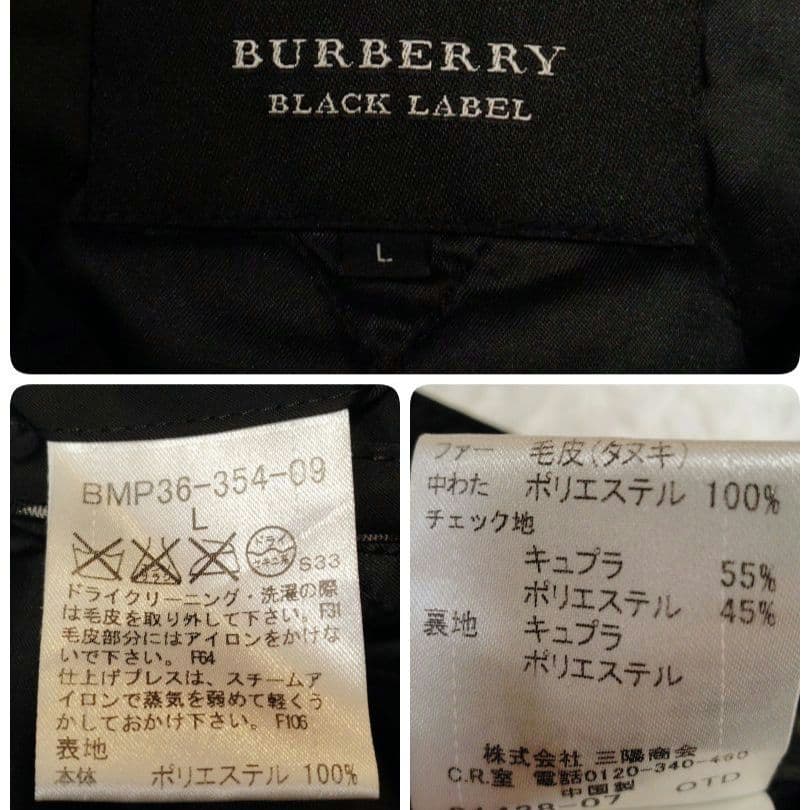 BURBERRY
BLACK LABEL
L
BMP36-354-09
L
ドライ
セキユ系
S33
ドライクリーニング・洗濯の際
は毛皮を取り外して下さい。F31
毛皮部分にはアイロンをかけな
いで下さい。F64
仕上げプレスは、スチームア
イロンで蒸気を弱めて軽くう
かしておかけ下さい。F106
表地
本体 ポリエステル 100%
ファー 毛皮(タヌキ)
中わた ポリエステル 100%
チェック地
キュプラ 55%
ポリエステル 45%
裏地 キュプラ
ポリエステル
株式会社 三陽商会
C.R.室 電話0120-340-460
中国製
OTD